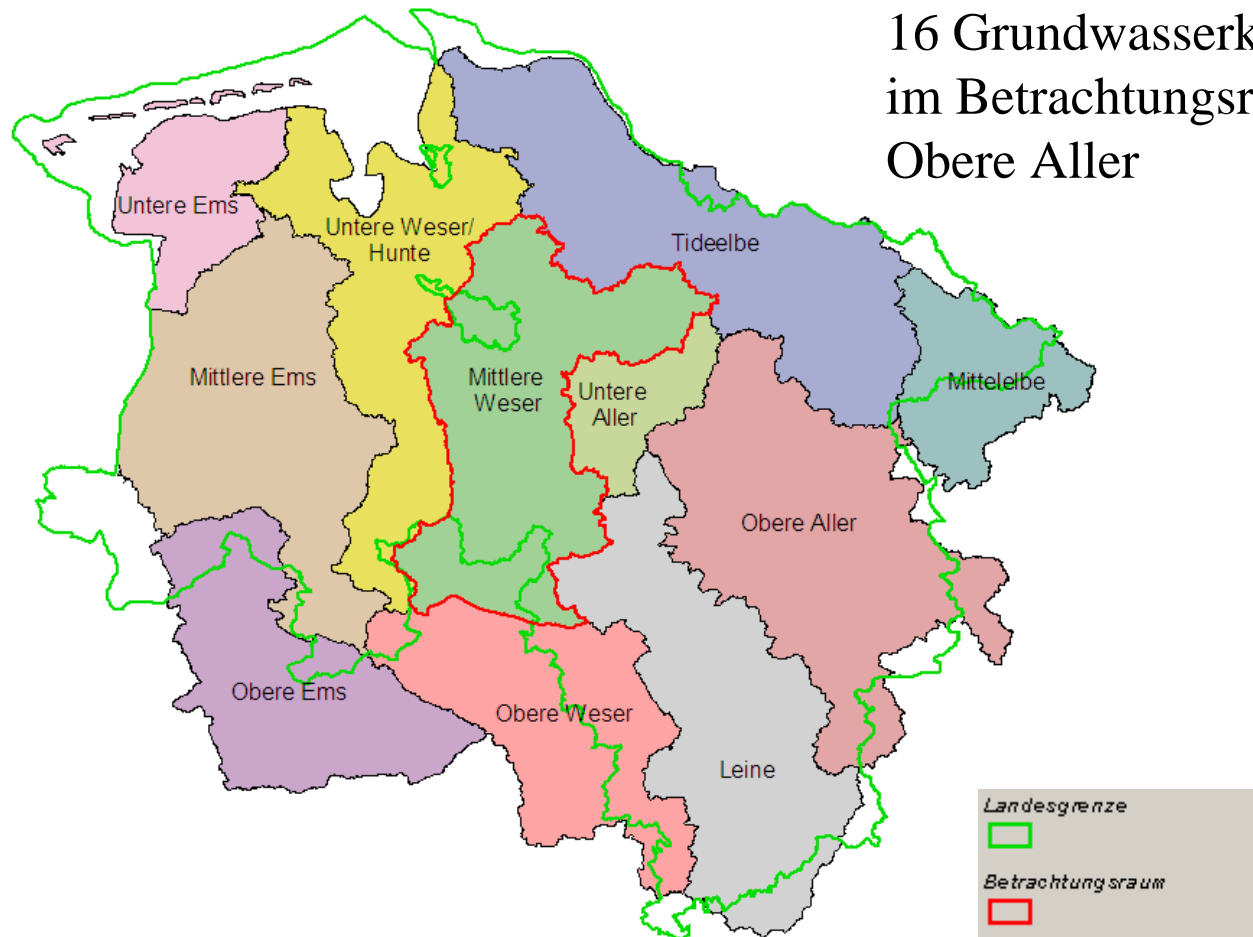 16 Grundwasserk
im Betrachtungsr
Obere Aller
Untere Ems
Untere Weser/
Hunte
Tideelbe
Mittlere Ems
Mittlere
Weser
Untere
Aller
Mittelelbe
Obere Aller
Obere Ems
Obere Weser
Leine
Landesgrenze
Betrachtungsraum